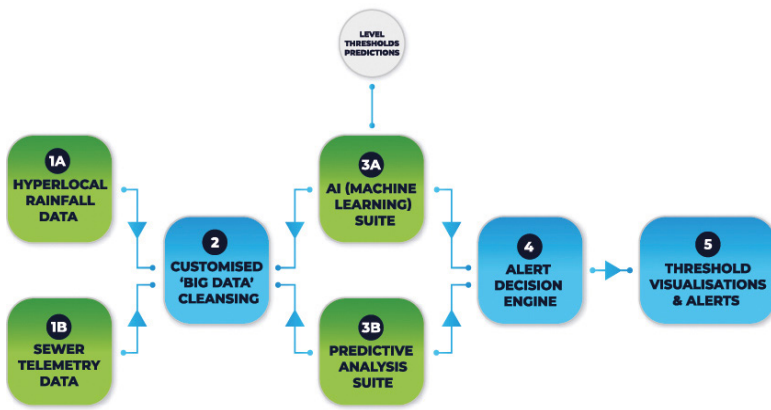 LEVEL
THRESHOLDS
PREDICTIONS
1A
HYPERLOCAL
RAINFALL
DATA
1B
SEWER
TELEMETRY
DATA
2
CUSTOMISED
‘BIG DATA’
CLEANSING
3A
AI (MACHINE
LEARNING)
SUITE
3B
PREDICTIVE
ANALYSIS
SUITE
4
ALERT
DECISION
ENGINE
5
THRESHOLD
VISUALISATIONS
& ALERTS